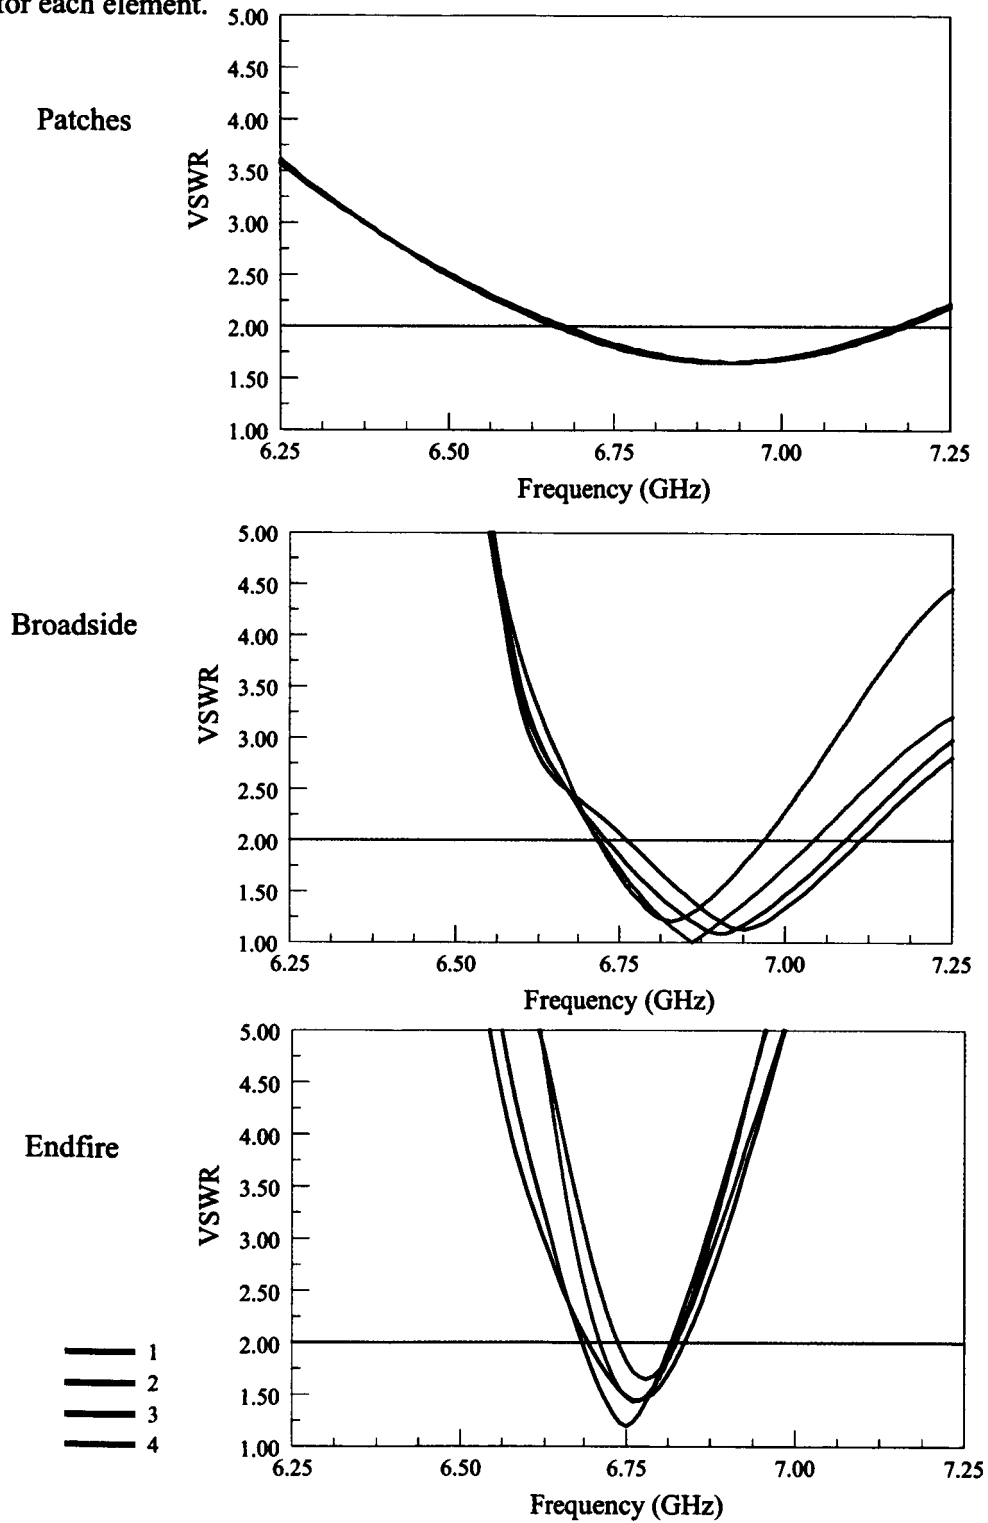 for each element.
Patches
VSWR
5.00
4.50
4.00
3.50
3.00
2.50
2.00
1.50
1.00
6.25 6.50 6.75 7.00 7.25
Frequency (GHz)
Broadside
VSWR
5.00
4.50
4.00
3.50
3.00
2.50
2.00
1.50
1.00
6.25 6.50 6.75 7.00 7.25
Frequency (GHz)
Endfire
VSWR
5.00
4.50
4.00
3.50
3.00
2.50
2.00
1.50
1.00
6.25 6.50 6.75 7.00 7.25
Frequency (GHz)
1
2
3
4